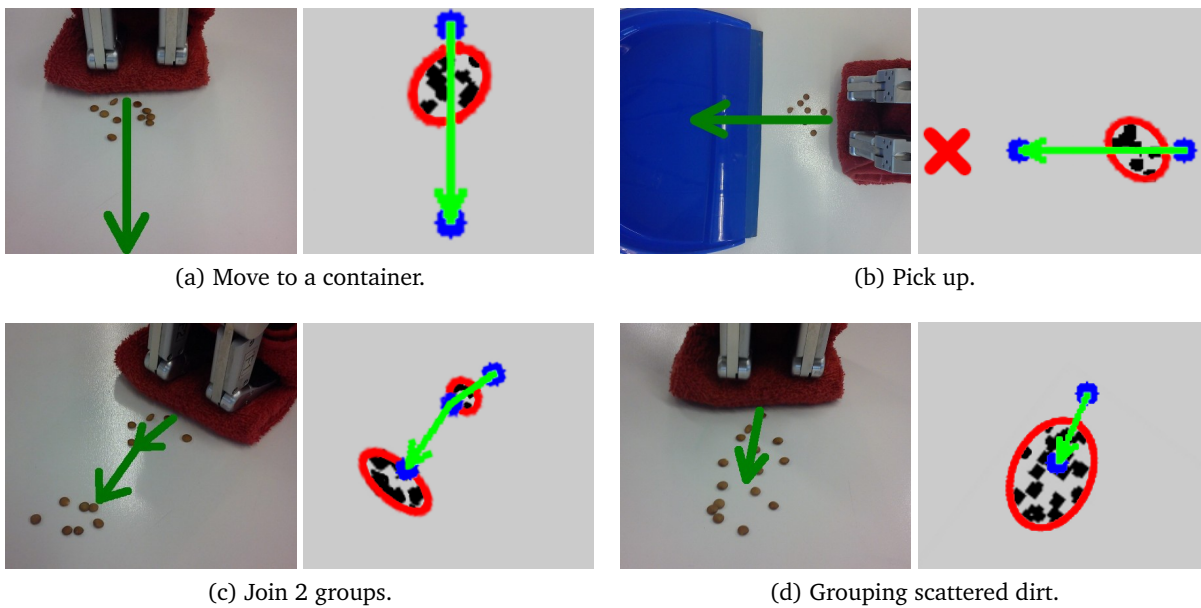 (a) Move to a container.
(b) Pick up.
(c) Join 2 groups.
(d) Grouping scattered dirt.